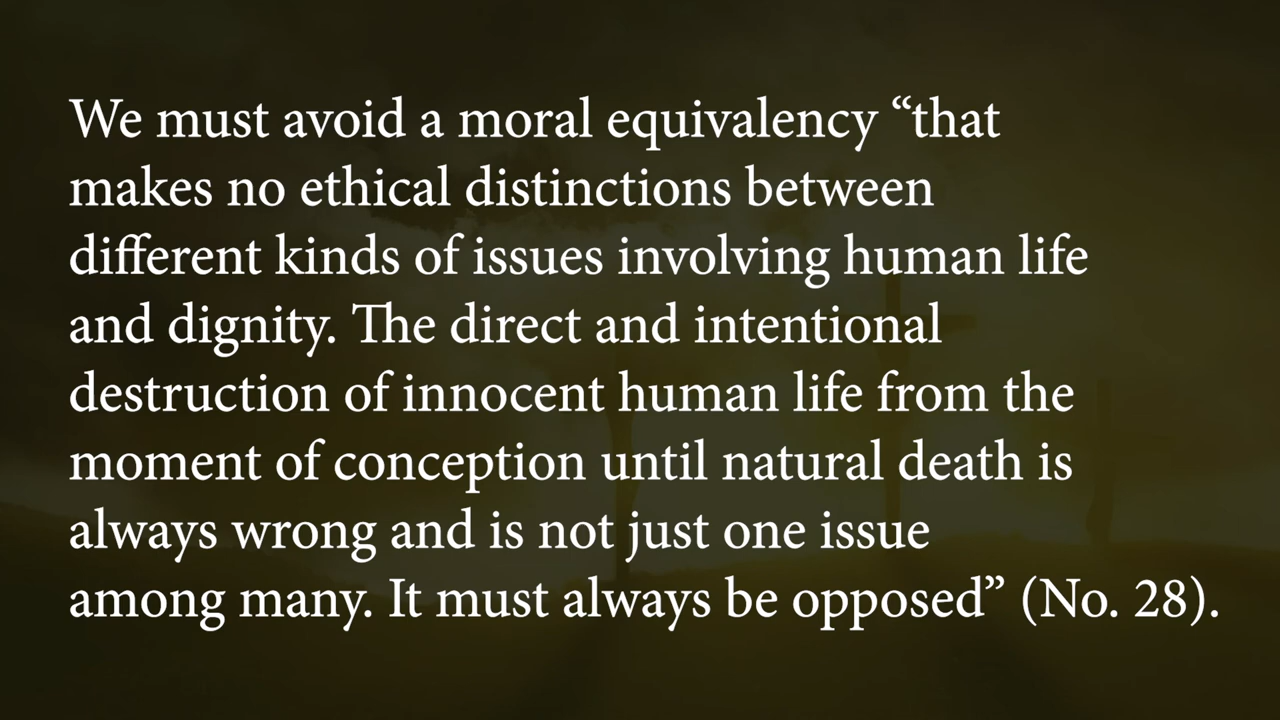 We must avoid a moral equivalency “that
makes no ethical distinctions between
different kinds of issues involving human life
and dignity. The direct and intentional
destruction of innocent human life from the
moment of conception until natural death is
always wrong and is not just one issue
among many. It must always be opposed” (No. 28).